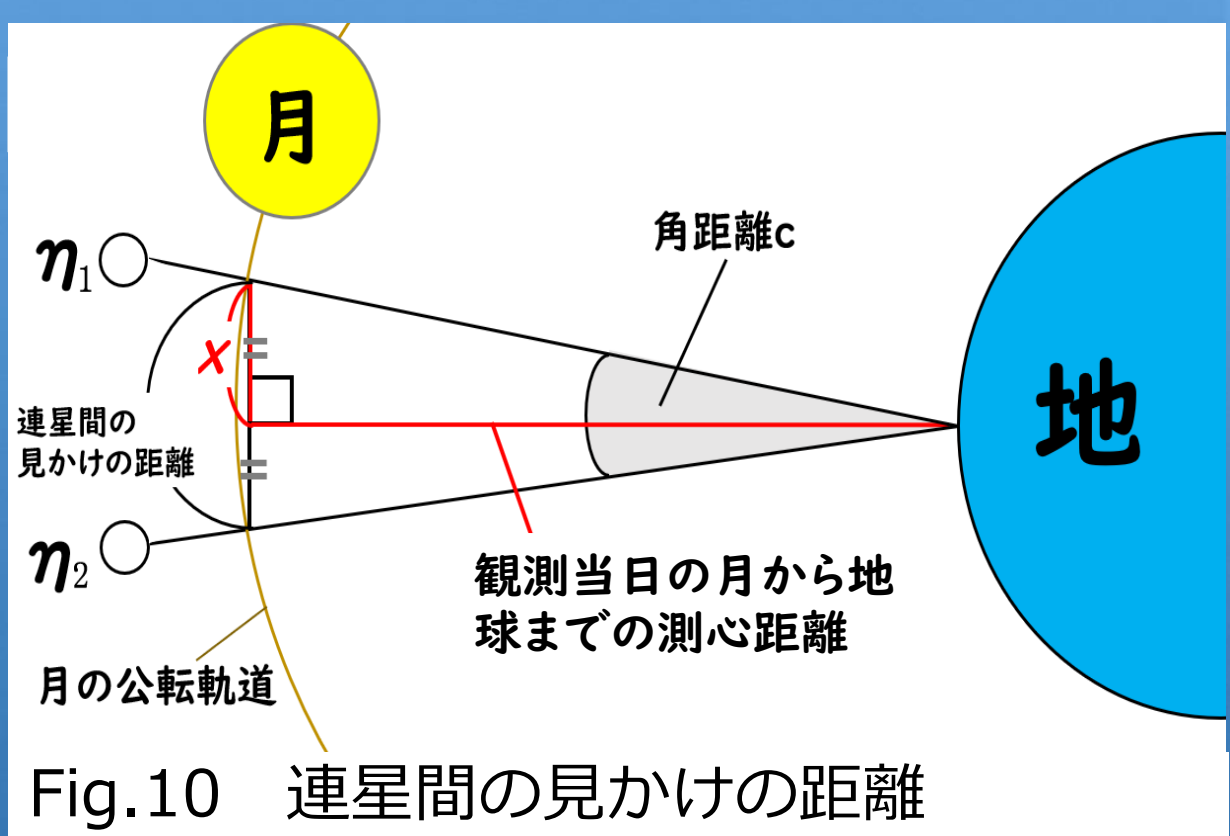 月
η₁
角距離c
x
連星間の
見かけの距離
地
η₂
観測当日の月から地
球までの測心距離
月の公転軌道
Fig.10　連星間の見かけの距離